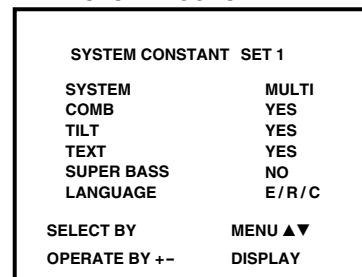 SYSTEM CONSTANT SET 1
SYSTEM MULTI
COMB YES
TILT YES
TEXT YES
SUPER BASS NO
LANGUAGE E/R/C
SELECT BY MENU ▲▼
OPERATE BY +− DISPLAY